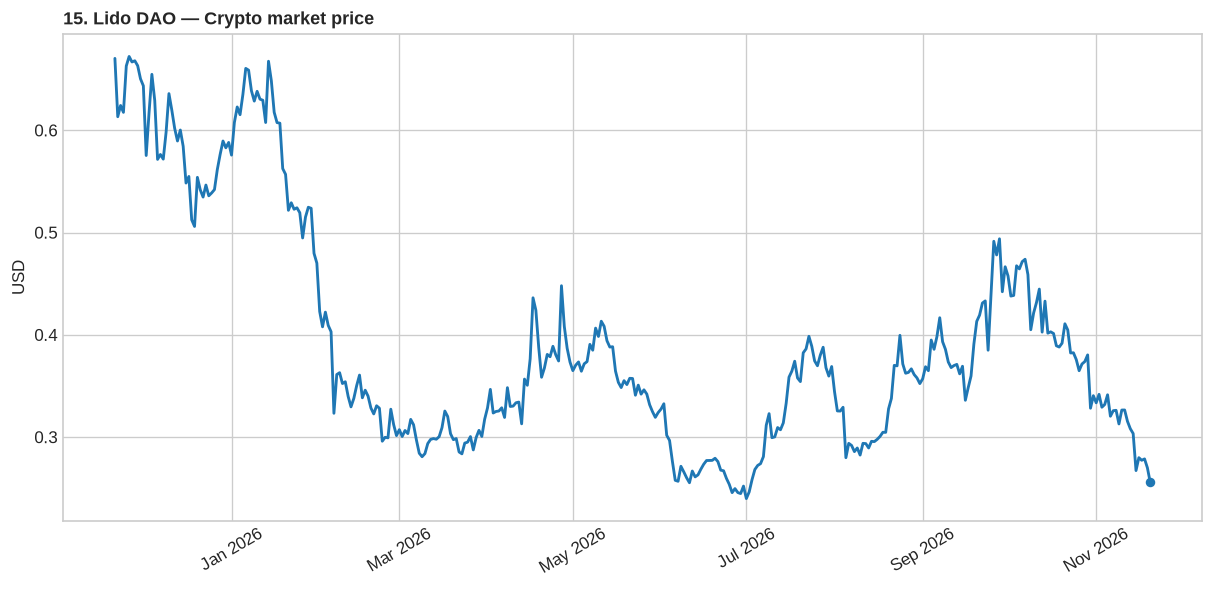 15. Lido DAO — Crypto market price
USD
0.6
0.5
0.4
0.3
Jan 2026
Mar 2026
May 2026
Jul 2026
Sep 2026
Nov 2026